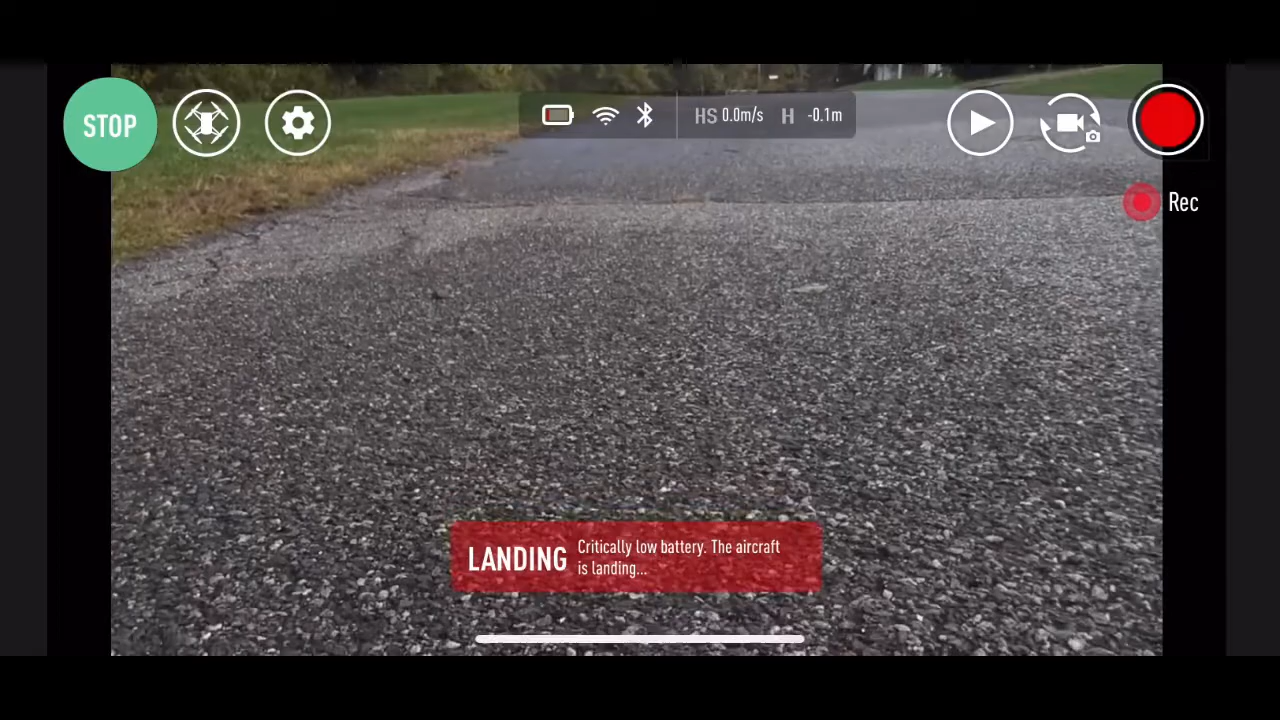 STOP
HS 0.0m/s H -0.1m
Rec
LANDING
Critically low battery. The aircraft
is landing...